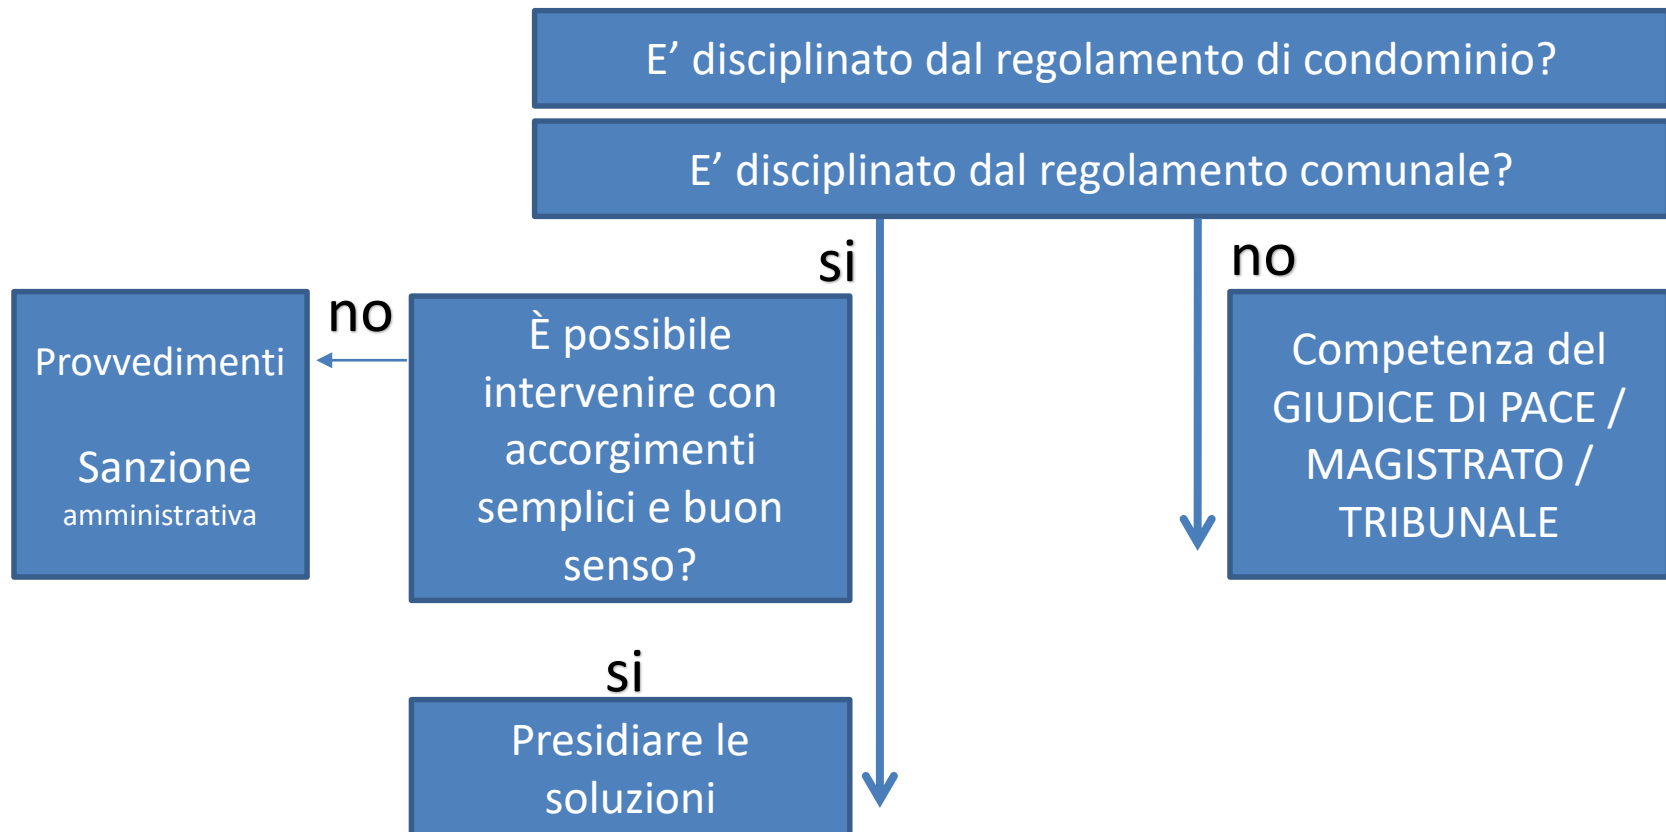 E’ disciplinato dal regolamento di condominio?
E’ disciplinato dal regolamento comunale?
si
no
no
Provvedimenti
Sanzione
amministrativa
È possibile
intervenire con
accorgimenti
semplici e buon
senso?
Competenza del
GIUDICE DI PACE /
MAGISTRATO /
TRIBUNALE
si
Presidiare le
soluzioni